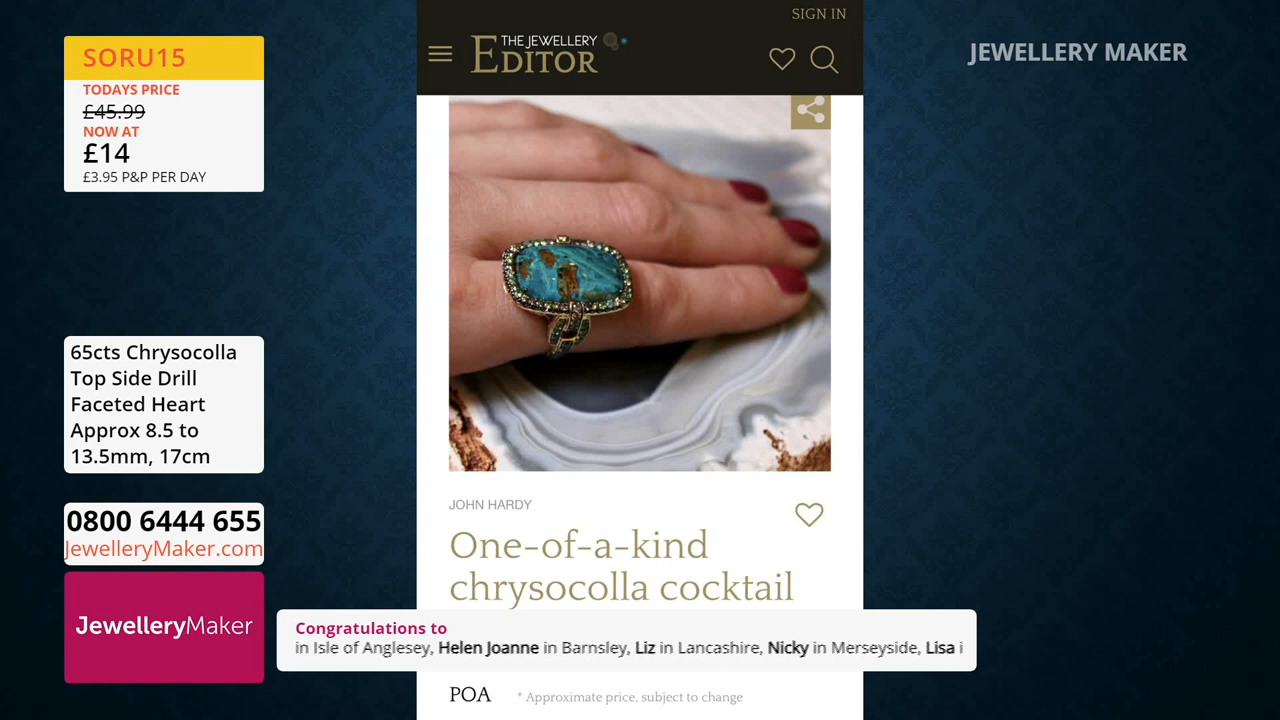 SORU15
TODAYS PRICE
£45.99
NOW AT
£14
£3.95 P&P PER DAY
65cts Chrysocolla
Top Side Drill
Faceted Heart
Approx 8.5 to
13.5mm, 17cm
0800 6444 655
JewelleryMaker.com
JewelleryMaker
SIGN IN
THE JEWELLERY
EDITOR
JOHN HARDY
One-of-a-kind
chrysocolla cocktail
Congratulations to
in Isle of Anglesey, Helen Joanne in Barnsley, Liz in Lancashire, Nicky in Merseyside, Lisa i
POA * Approximate price, subject to change
JEWELLERY MAKER